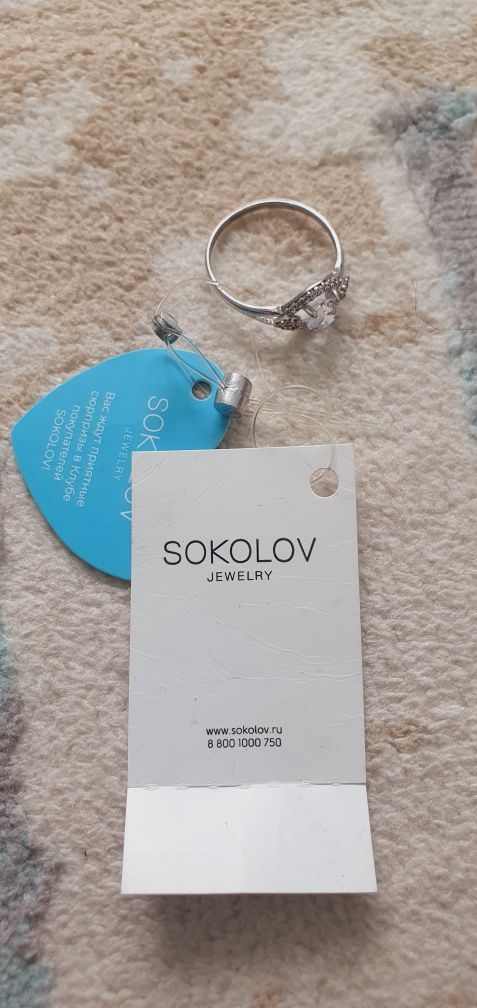 SOKOLOV
JEWELRY
Вас ждут приятные
сюрпризы в Клубе
покупателей
SOKOLOV!
SOKOLOV
JEWELRY
www.sokolov.ru
8 800 1000 750